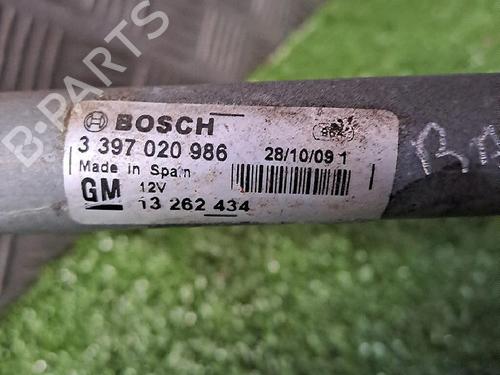 B-PARTS
BOSCH
3 397 020 986
28/10/09 1
Made in Spain
GM
12V
13 262 434